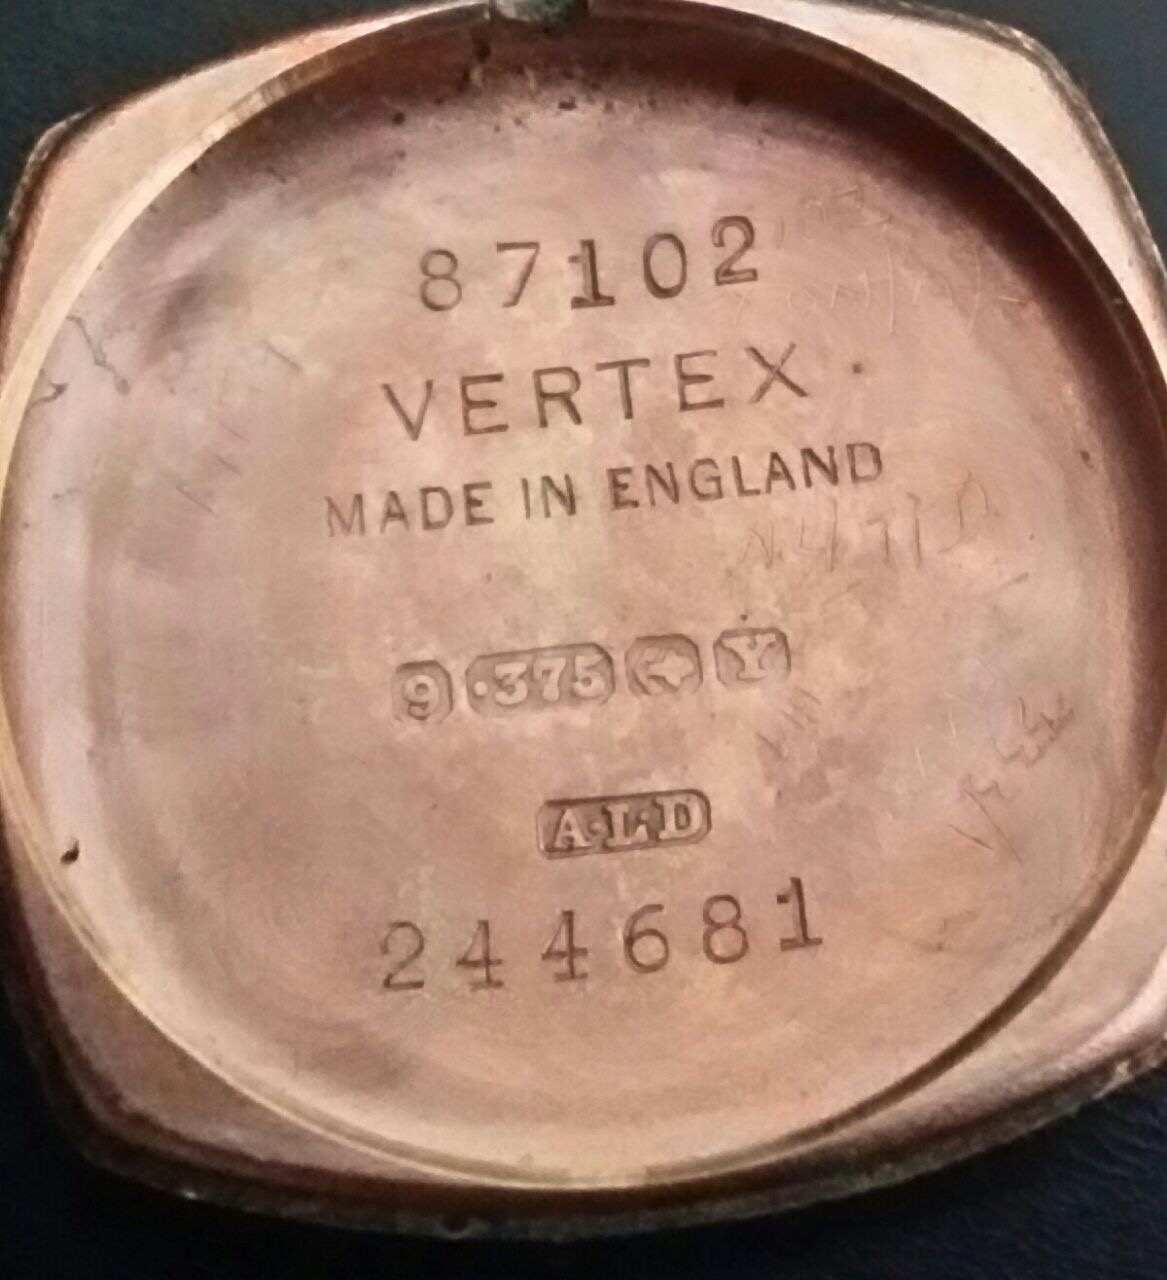 87102
VERTEX.
MADE IN ENGLAND
9 ·375 Y
A·L·D
244681